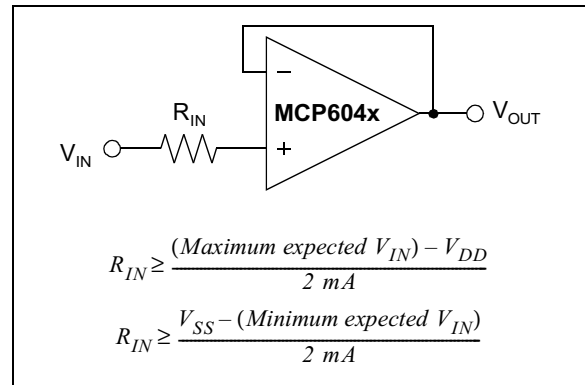 −
MCP604x
V_OUT
R_IN
V_IN
+
R_IN ≥ (Maximum expected V_IN) – V_DD / 2 mA
R_IN ≥ V_SS – (Minimum expected V_IN) / 2 mA